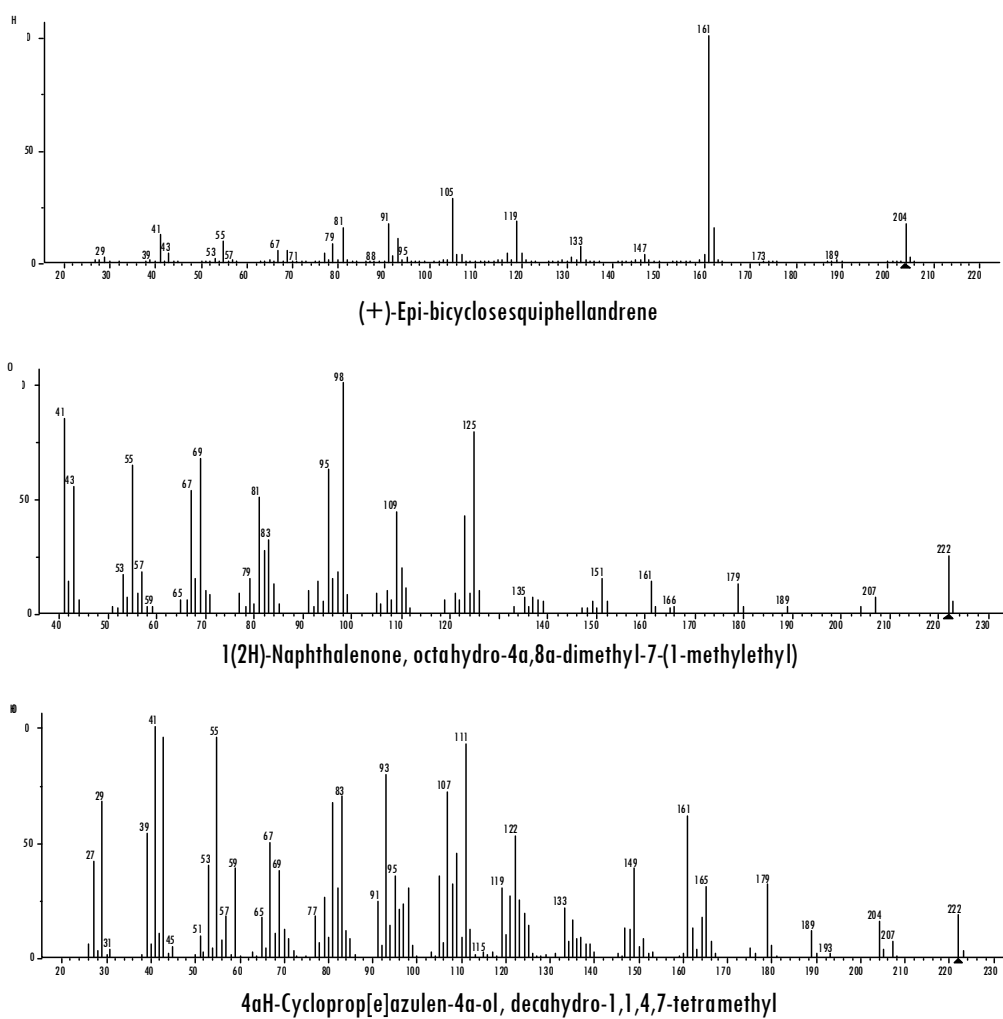 H
0
50
0
20 30 40 50 60 70 80 90 100 110 120 130 140 150 160 170 180 190 200 210 220
29 39 41 43 53 55 57 67 71 79 81 88 91 95 105 119 133 147 161 173 189 204
(+)-Epi-bicyclosesquiphellandrene
O
0
50
0
40 50 60 70 80 90 100 110 120 130 140 150 160 170 180 190 200 210 220 230
41 43 53 55 57 59 65 67 69 79 81 83 95 98 109 125 135 151 161 166 179 189 207 222
1(2H)-Naphthalenone, octahydro-4a,8a-dimethyl-7-(1-methylethyl)
0
50
0
20 30 40 50 60 70 80 90 100 110 120 130 140 150 160 170 180 190 200 210 220 230
27 29 31 39 41 45 51 53 55 57 59 65 67 69 77 83 91 93 95 107 111 115 119 122 133 149 161 165 179 189 193 204 207 222
4aH-Cycloprop[e]azulen-4a-ol, decahydro-1,1,4,7-tetramethyl